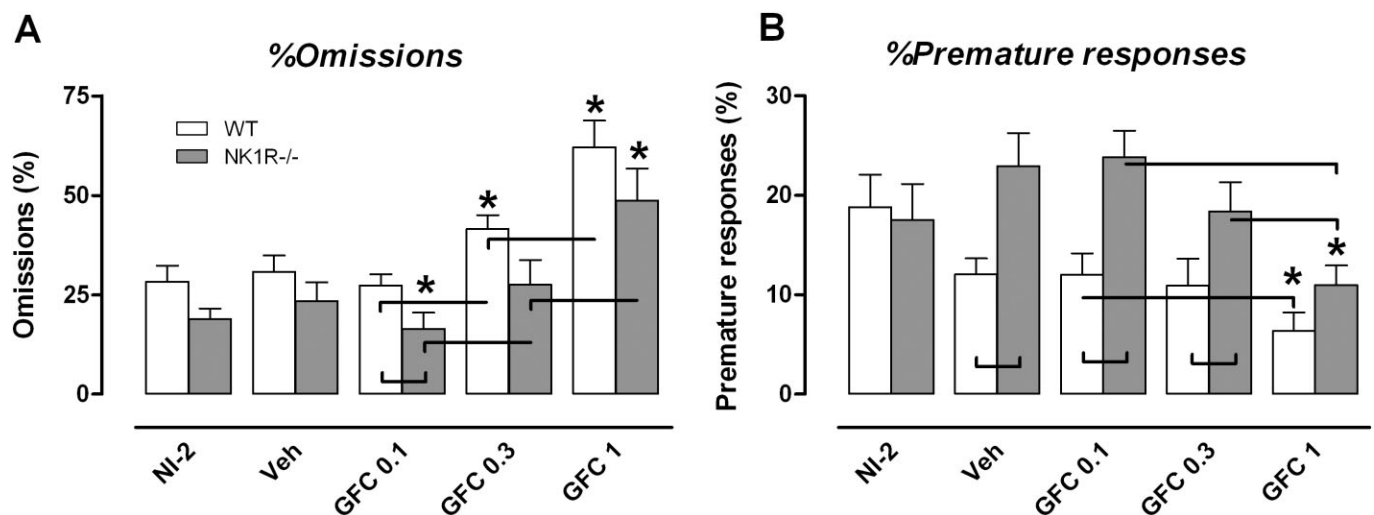 A
%Omissions
Omissions (%)
75
50
25
0
WT
NK1R-/-
*
*
*
*
NI-2
Veh
GFC 0.1
GFC 0.3
GFC 1
B
%Premature responses
Premature responses (%)
30
20
10
0
*
*
NI-2
Veh
GFC 0.1
GFC 0.3
GFC 1